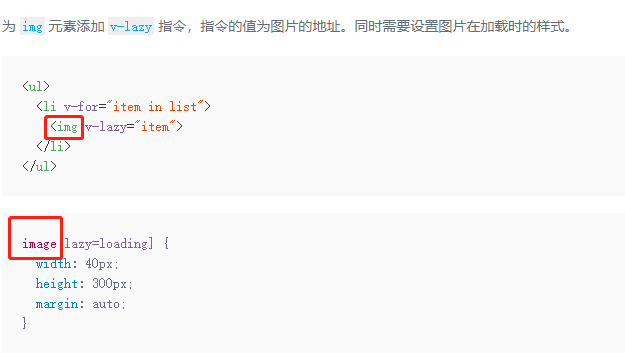 为 img 元素添加 v-lazy 指令，指令的值为图片的地址。同时需要设置图片在加载时的样式。
<ul>
<li v-for="item in list">
<img v-lazy="item">
</li>
</ul>
image lazy=loading] {
width: 40px;
height: 300px;
margin: auto;
}